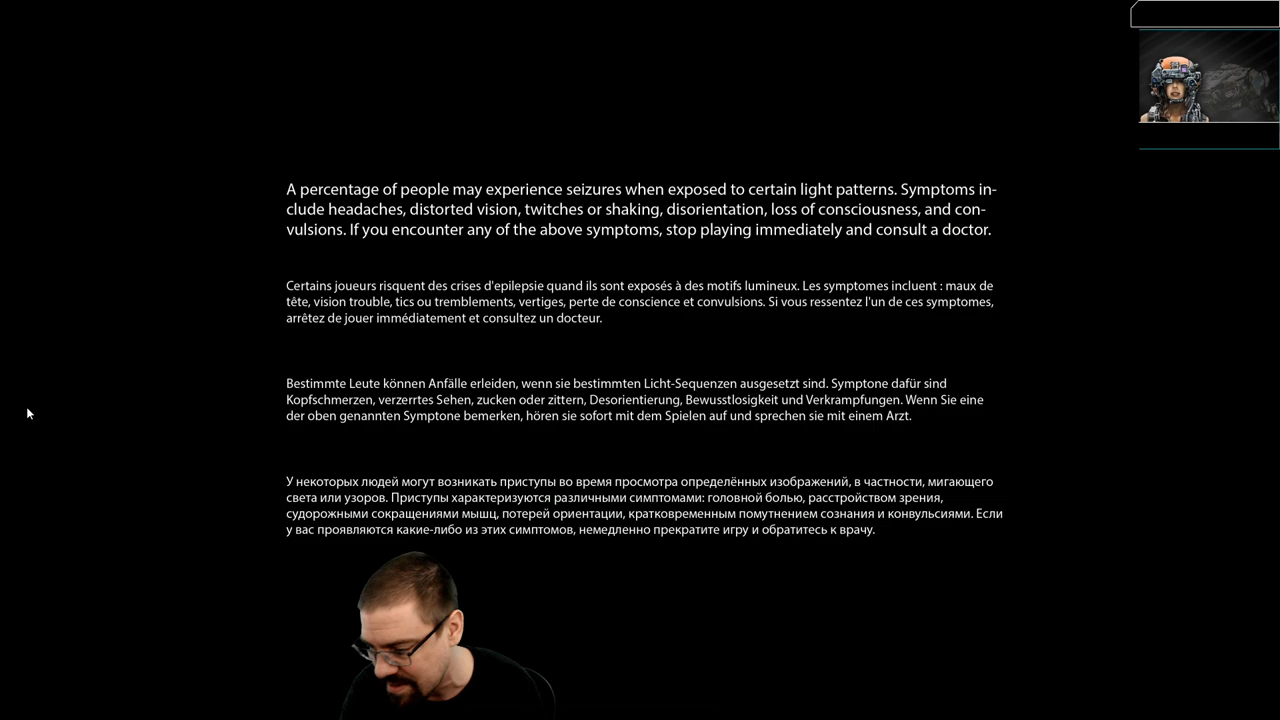 A percentage of people may experience seizures when exposed to certain light patterns. Symptoms in-
clude headaches, distorted vision, twitches or shaking, disorientation, loss of consciousness, and con-
vulsions. If you encounter any of the above symptoms, stop playing immediately and consult a doctor.
Certains joueurs risquent des crises d'epilepsie quand ils sont exposés à des motifs lumineux. Les symptomes incluent : maux de
tête, vision trouble, tics ou tremblements, vertiges, perte de conscience et convulsions. Si vous ressentez l'un de ces symptomes,
arrêtez de jouer immédiatement et consultez un docteur.
Bestimmte Leute können Anfälle erleiden, wenn sie bestimmten Licht-Sequenzen ausgesetzt sind. Symptone dafür sind
Kopfschmerzen, verzerrtes Sehen, zucken oder zittern, Desorientierung, Bewusstlosigkeit und Verkrampfungen. Wenn Sie eine
der oben genannten Symptone bemerken, hören sie sofort mit dem Spielen auf und sprechen sie mit einem Arzt.
У некоторых людей могут возникать приступы во время просмотра определённых изображений, в частности, мигающего
света или узоров. Приступы характеризуются различными симптомами: головной болью, расстройством зрения,
судорожными сокращениями мышц, потерей ориентации, кратковременным помутнением сознания и конвульсиями. Если
у вас проявляются какие-либо из этих симптомов, немедленно прекратите игру и обратитесь к врачу.